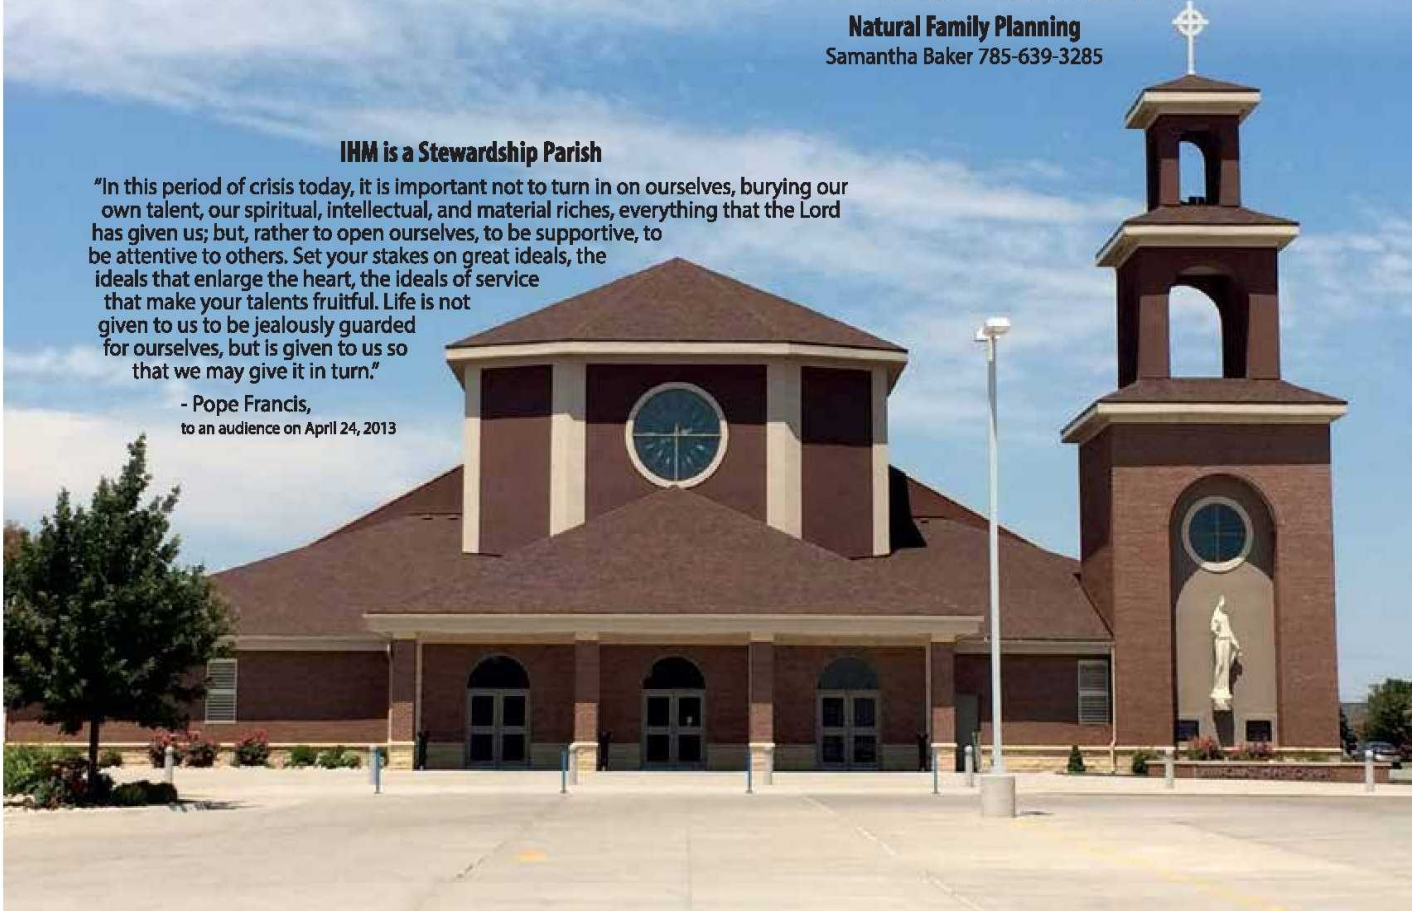 Natural Family Planning
Samantha Baker 785-639-3285
IHM is a Stewardship Parish
"In this period of crisis today, it is important not to turn in on ourselves, burying our
own talent, our spiritual, intellectual, and material riches, everything that the Lord
has given us; but, rather to open ourselves, to be supportive, to
be attentive to others. Set your stakes on great ideals, the
ideals that enlarge the heart, the ideals of service
that make your talents fruitful. Life is not
given to us to be jealously guarded
for ourselves, but is given to us so
that we may give it in turn."
- Pope Francis,
to an audience on April 24, 2013